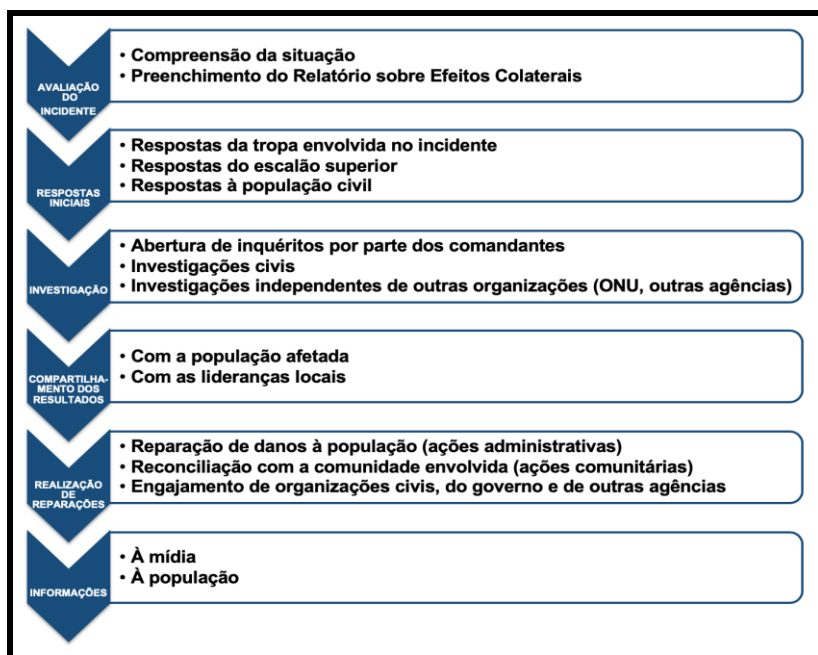 AVALIAÇÃO
DO
INCIDENTE
• Compreensão da situação
• Preenchimento do Relatório sobre Efeitos Colaterais
RESPOSTAS
INICIAIS
• Respostas da tropa envolvida no incidente
• Respostas do escalão superior
• Respostas à população civil
INVESTIGAÇÃO
• Abertura de inquéritos por parte dos comandantes
• Investigações civis
• Investigações independentes de outras organizações (ONU, outras agências)
COMPARTILHA-
MENTO DOS
RESULTADOS
• Com a população afetada
• Com as lideranças locais
REALIZAÇÃO
DE
REPARAÇÕES
• Reparação de danos à população (ações administrativas)
• Reconciliação com a comunidade envolvida (ações comunitárias)
• Engajamento de organizações civis, do governo e de outras agências
INFORMAÇÕES
• À mídia
• À população